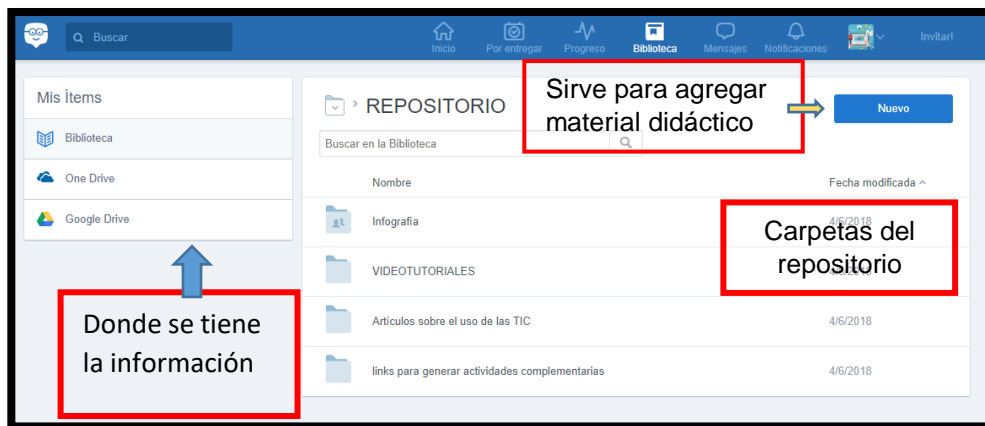 Buscar
Inicio
Por entregar
Progreso
Biblioteca
Mensajes
Notificaciones
Invitar!
Mis Ítems
Biblioteca
One Drive
Google Drive
Donde se tiene
la información
REPOSITORIO
Sirve para agregar
material didáctico
Nuevo
Buscar en la Biblioteca
Nombre
Fecha modificada
Infografia
4/6/2018
Carpetas del
repositorio
VIDEOTUTORIALES
Artículos sobre el uso de las TIC
4/6/2018
links para generar actividades complementarias
4/6/2018